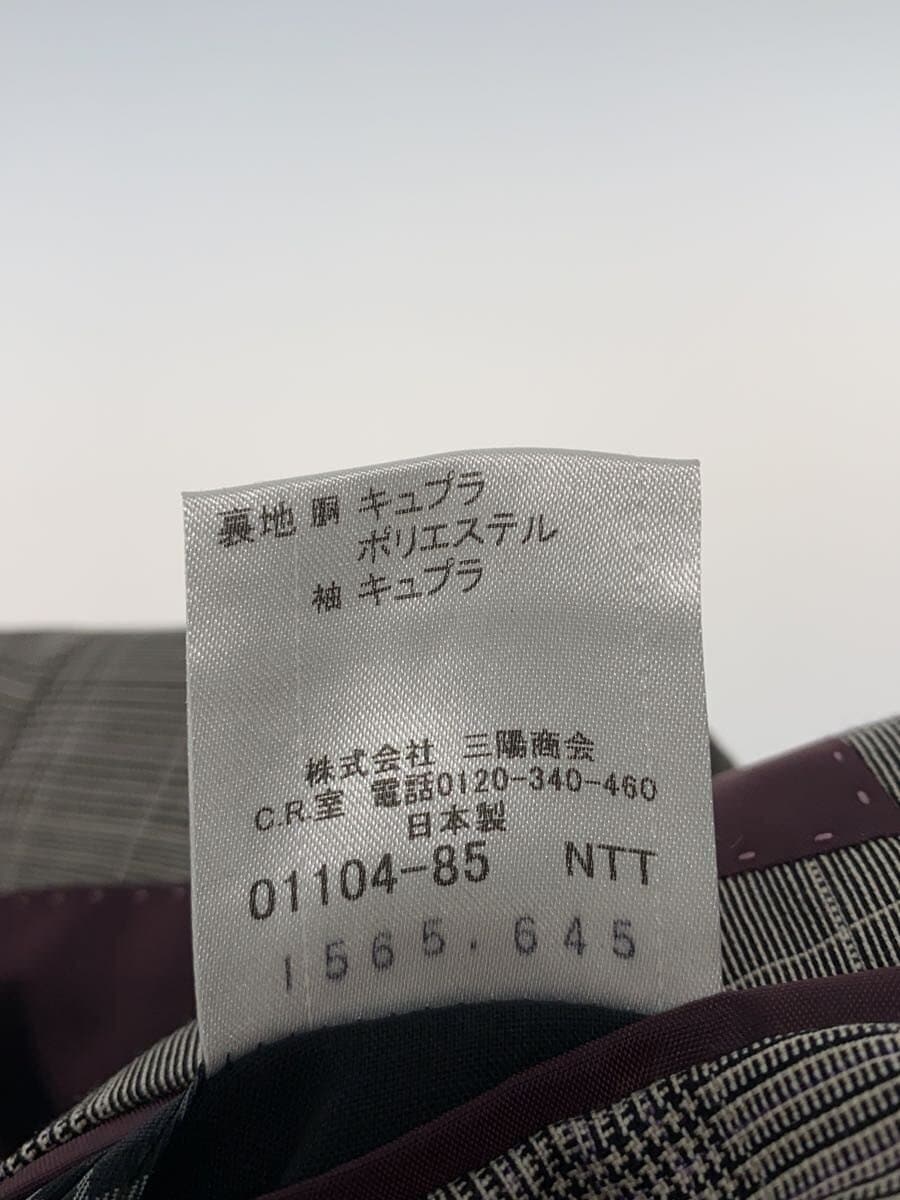 裏地 胴 キュプラ
ポリエステル
袖 キュプラ
株式会社 三陽商会
C.R.室 電話0120-340-460
日本製
01104-85 NTT
1565.645